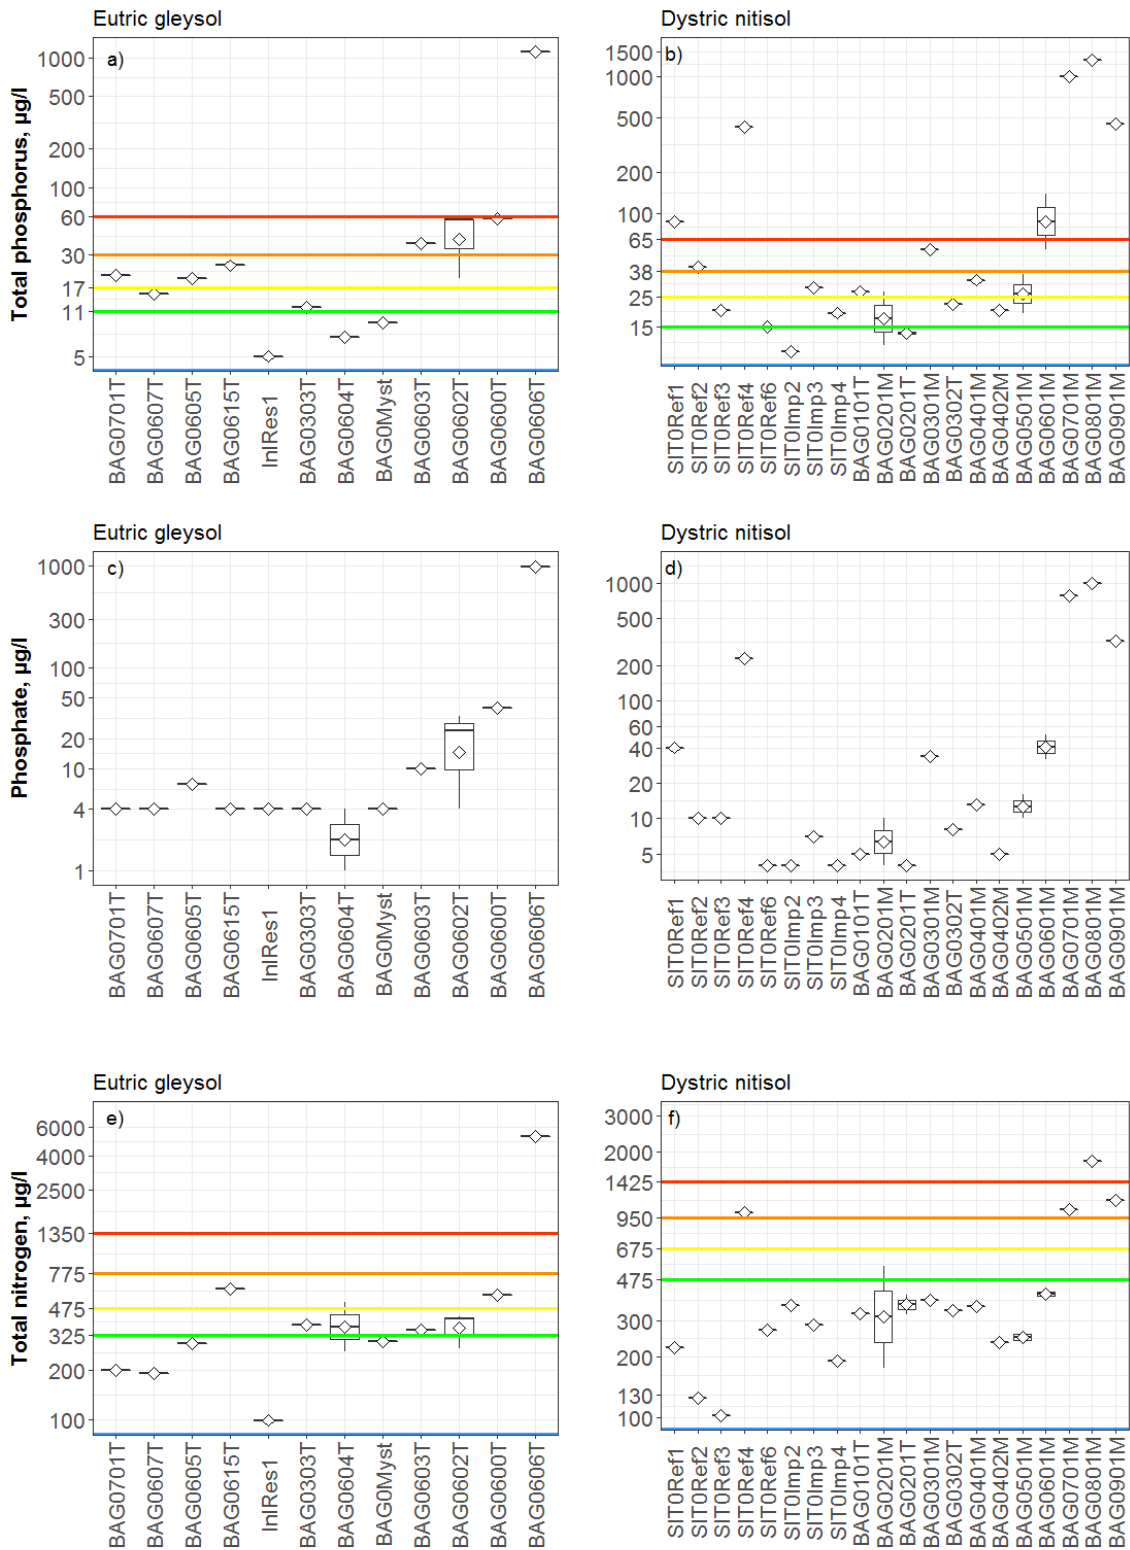 Eutric gleysol
a)
Total phosphorus, µg/l
1000
500
200
100
60
30
17
11
5
BAG0701T
BAG0607T
BAG0605T
BAG0615T
InlRes1
BAG0303T
BAG0604T
BAG0Myst
BAG0603T
BAG0602T
BAG0600T
BAG0606T
Dystric nitisol
b)
1500
1000
500
200
100
65
38
25
15
SIT0Ref1
SIT0Ref2
SIT0Ref3
SIT0Ref4
SIT0Ref6
SIT0Imp2
SIT0Imp3
SIT0Imp4
BAG0101T
BAG0201M
BAG0201T
BAG0301M
BAG0302T
BAG0401M
BAG0402M
BAG0501M
BAG0601M
BAG0701M
BAG0801M
BAG0901M
Eutric gleysol
c)
Phosphate, µg/l
1000
300
100
50
20
10
4
1
BAG0701T
BAG0607T
BAG0605T
BAG0615T
InlRes1
BAG0303T
BAG0604T
BAG0Myst
BAG0603T
BAG0602T
BAG0600T
BAG0606T
Dystric nitisol
d)
1000
500
200
100
60
40
20
10
5
SIT0Ref1
SIT0Ref2
SIT0Ref3
SIT0Ref4
SIT0Ref6
SIT0Imp2
SIT0Imp3
SIT0Imp4
BAG0101T
BAG0201M
BAG0201T
BAG0301M
BAG0302T
BAG0401M
BAG0402M
BAG0501M
BAG0601M
BAG0701M
BAG0801M
BAG0901M
Eutric gleysol
e)
Total nitrogen, µg/l
6000
4000
2500
1350
775
475
325
200
100
BAG0701T
BAG0607T
BAG0605T
BAG0615T
InlRes1
BAG0303T
BAG0604T
BAG0Myst
BAG0603T
BAG0602T
BAG0600T
BAG0606T
Dystric nitisol
f)
3000
2000
1425
950
675
475
300
200
130
100
SIT0Ref1
SIT0Ref2
SIT0Ref3
SIT0Ref4
SIT0Ref6
SIT0Imp2
SIT0Imp3
SIT0Imp4
BAG0101T
BAG0201M
BAG0201T
BAG0301M
BAG0302T
BAG0401M
BAG0402M
BAG0501M
BAG0601M
BAG0701M
BAG0801M
BAG0901M